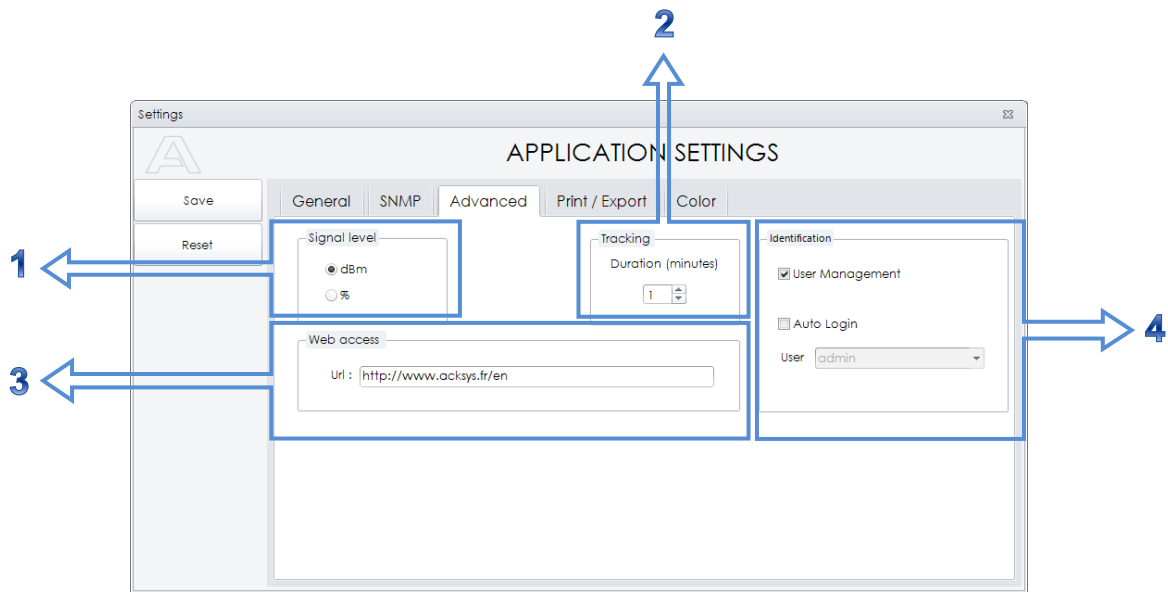 2
Settings
APPLICATION SETTINGS
Save
Reset
General SNMP Advanced Print / Export Color
1
Signal level
dBm
%
Tracking
Duration (minutes)
1
Identification
User Management
Auto Login
User admin
4
3
Web access
Url : http://www.acksys.fr/en